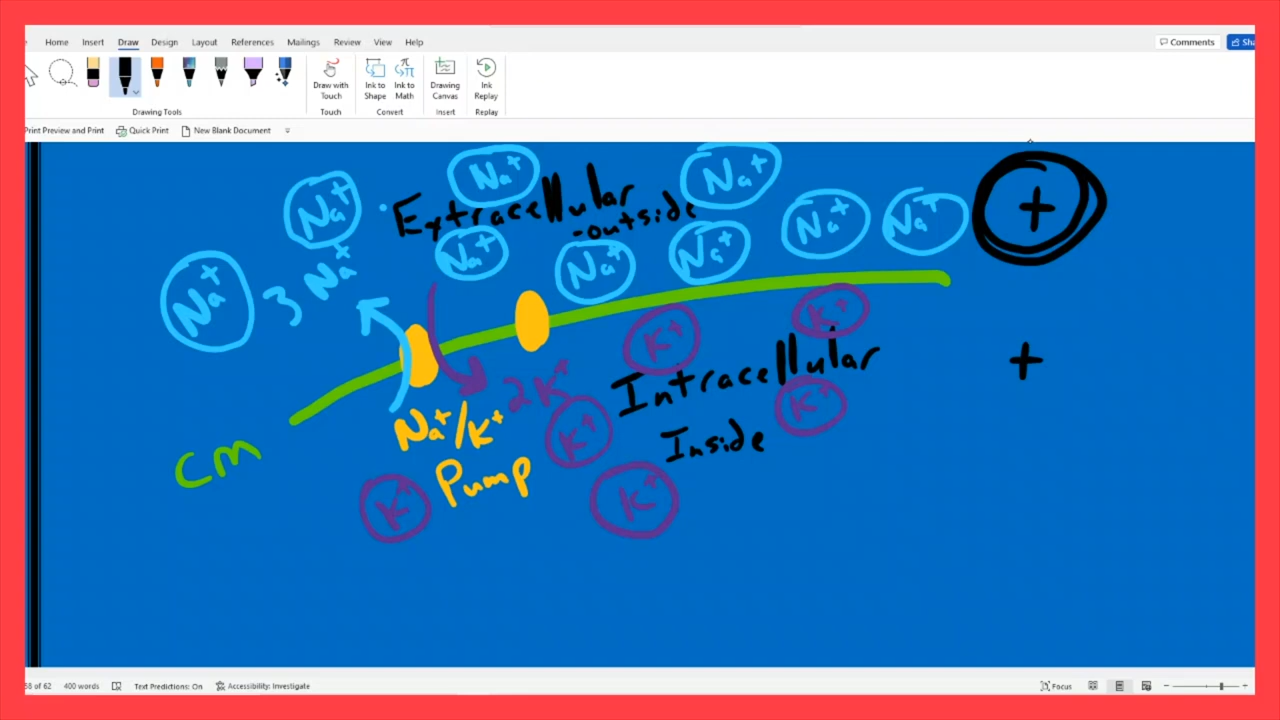 Home Insert Draw Design Layout References Mailings Review View Help
Comments
Draw with Touch
Ink to Shape
Ink to Math
Drawing Canvas
Ink Replay
Drawing Tools
Touch
Convert
Insert
Replay
Print Preview and Print Quick Print New Blank Document
Na+
Na+
Na+
Extracellular
-outside
+
Na+
Na+
Na+
Na+
Na+
Na+
3 Na+
K+
K+
2K+
Intracellular
+
Inside
K+
K+
Na+/K+
Pump
CM
K+
K+
58 of 62 400 words Text Predictions: On Accessibility: Investigate
Focus